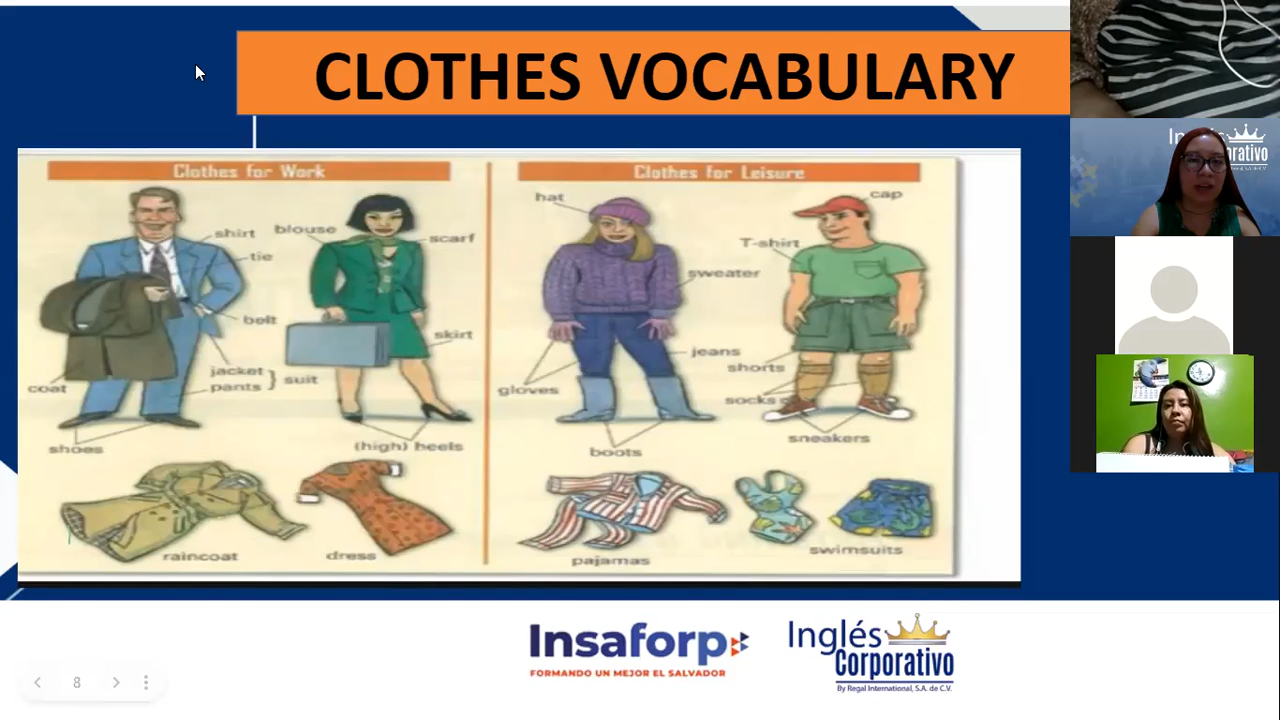 CLOTHES VOCABULARY
Clothes for Work
Clothes for Leisure
shirt
blouse
scarf
tie
belt
skirt
jacket
pants
suit
coat
shoes
(high) heels
raincoat
dress
hat
cap
T-shirt
sweater
jeans
shorts
gloves
socks
sneakers
boots
pajamas
swimsuits
Insaforp
FORMANDO UN MEJOR EL SALVADOR
Inglés
Corporativo
By Regal International, S.A. de C.V.
8